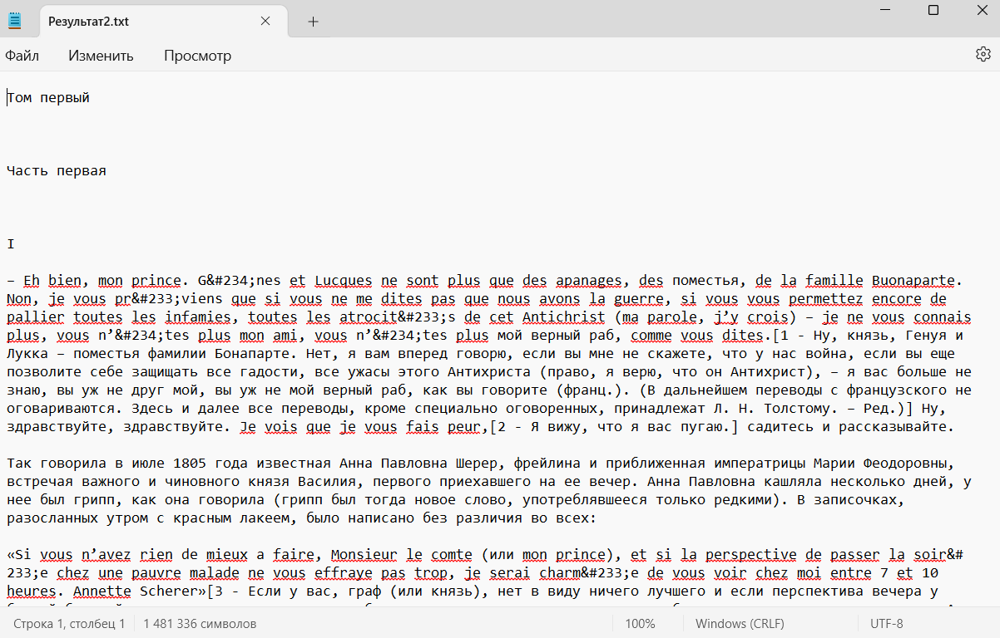 Результат2.txt
Файл Изменить Просмотр
Том первый
Часть первая
I
– Eh bien, mon prince. G&#234;nes et Lucques ne sont plus que des apanages, des поместья, de la famille Buonaparte.
Non, je vous pr&#233;viens que si vous ne me dites pas que nous avons la guerre, si vous vous permettez encore de
pallier toutes les infamies, toutes les atrocit&#233;s de cet Antichrist (ma parole, j’y crois) – je ne vous connais
plus, vous n’&#234;tes plus mon ami, vous n’&#234;tes plus мой верный раб, comme vous dites.[1 - Ну, князь, Генуя и
Лукка – поместья фамилии Бонапарте. Нет, я вам вперед говорю, если вы мне не скажете, что у нас война, если вы еще
позволите себе защищать все гадости, все ужасы этого Антихриста (право, я верю, что он Антихрист), – я вас больше не
знаю, вы уж не друг мой, вы уж не мой верный раб, как вы говорите (франц.). (В дальнейшем переводы с французского не
оговариваются. Здесь и далее все переводы, кроме специально оговоренных, принадлежат Л. Н. Толстому. – Ред.)] Ну,
здравствуйте, здравствуйте. Je vois que je vous fais peur,[2 - Я вижу, что я вас пугаю.] садитесь и рассказывайте.
Так говорила в июле 1805 года известная Анна Павловна Шерер, фрейлина и приближенная императрицы Марии Феодоровны,
встречая важного и чиновного князя Василия, первого приехавшего на ее вечер. Анна Павловна кашляла несколько дней, у
нее был грипп, как она говорила (грипп был тогда новое слово, употреблявшееся только редкими). В записочках,
разосланных утром с красным лакеем, было написано без различия во всех:
«Si vous n’avez rien de mieux a faire, Monsieur le comte (или mon prince), et si la perspective de passer la soir&#
233;e chez une pauvre malade ne vous effraye pas trop, je serai charm&#233;e de vous voir chez moi entre 7 et 10
heures. Annette Scherer»[3 - Если у вас, граф (или князь), нет в виду ничего лучшего и если перспектива вечера у
Строка 1, столбец 1 1 481 336 символов 100% Windows (CRLF) UTF-8